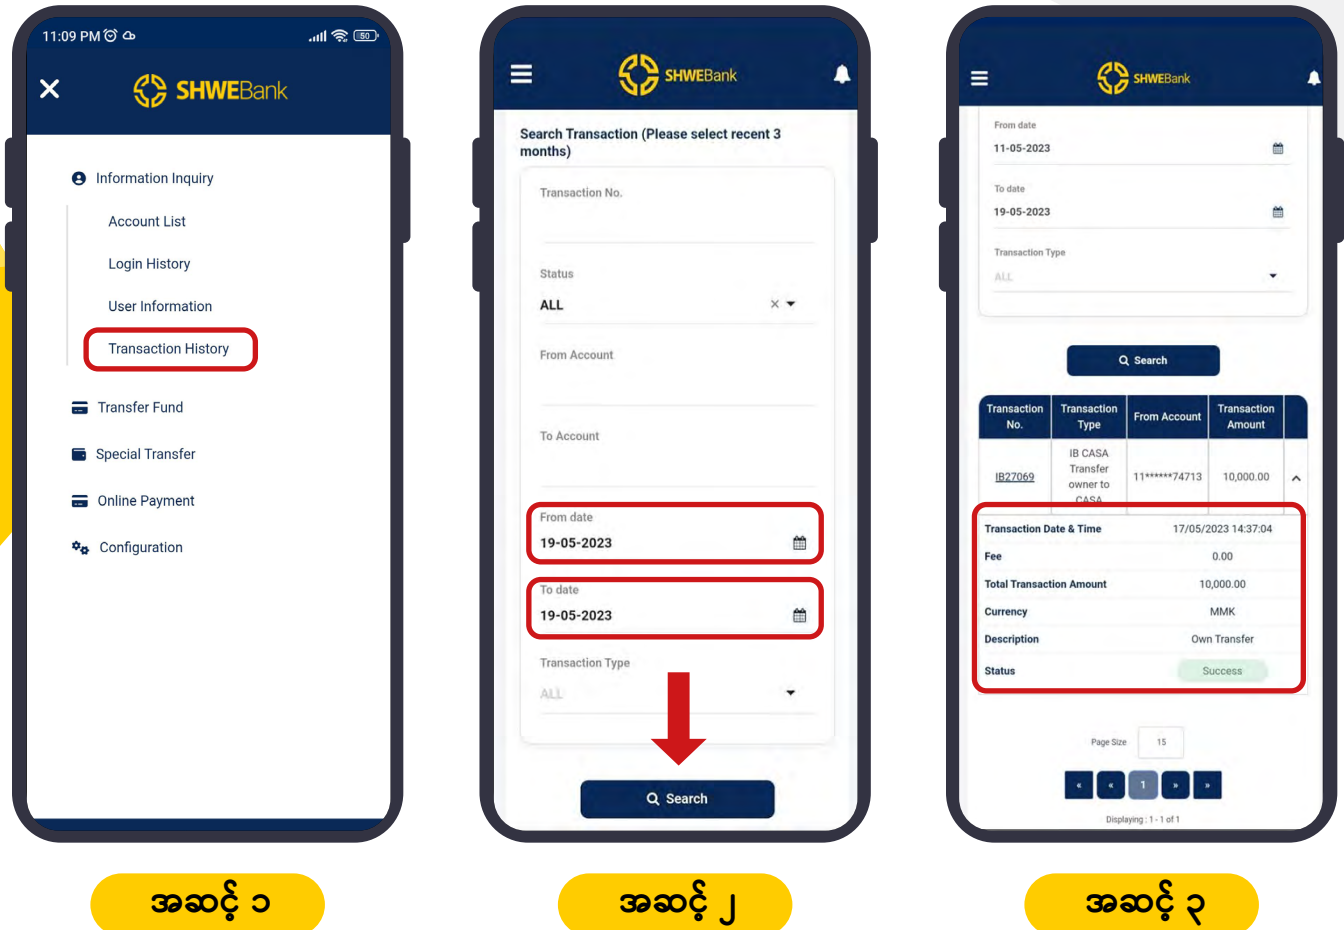 11:09 PM
50
SHWEBank
Information Inquiry
Account List
Login History
User Information
Transaction History
Transfer Fund
Special Transfer
Online Payment
Configuration
အဆင့် ၁
SHWEBank
Search Transaction (Please select recent 3
months)
Transaction No.
Status
ALL
From Account
To Account
From date
19-05-2023
To date
19-05-2023
Transaction Type
ALL
Search
အဆင့် ၂
SHWEBank
From date
11-05-2023
To date
19-05-2023
Transaction Type
ALL
Search
Transaction No. Transaction Type From Account Transaction Amount
IB27069 IB CASA Transfer owner to CASA 11******74713 10,000.00
Transaction Date & Time 17/05/2023 14:37:04
Fee 0.00
Total Transaction Amount 10,000.00
Currency MMK
Description Own Transfer
Status Success
Page Size 15
« « 1 » »
Displaying : 1 - 1 of 1
အဆင့် ၃